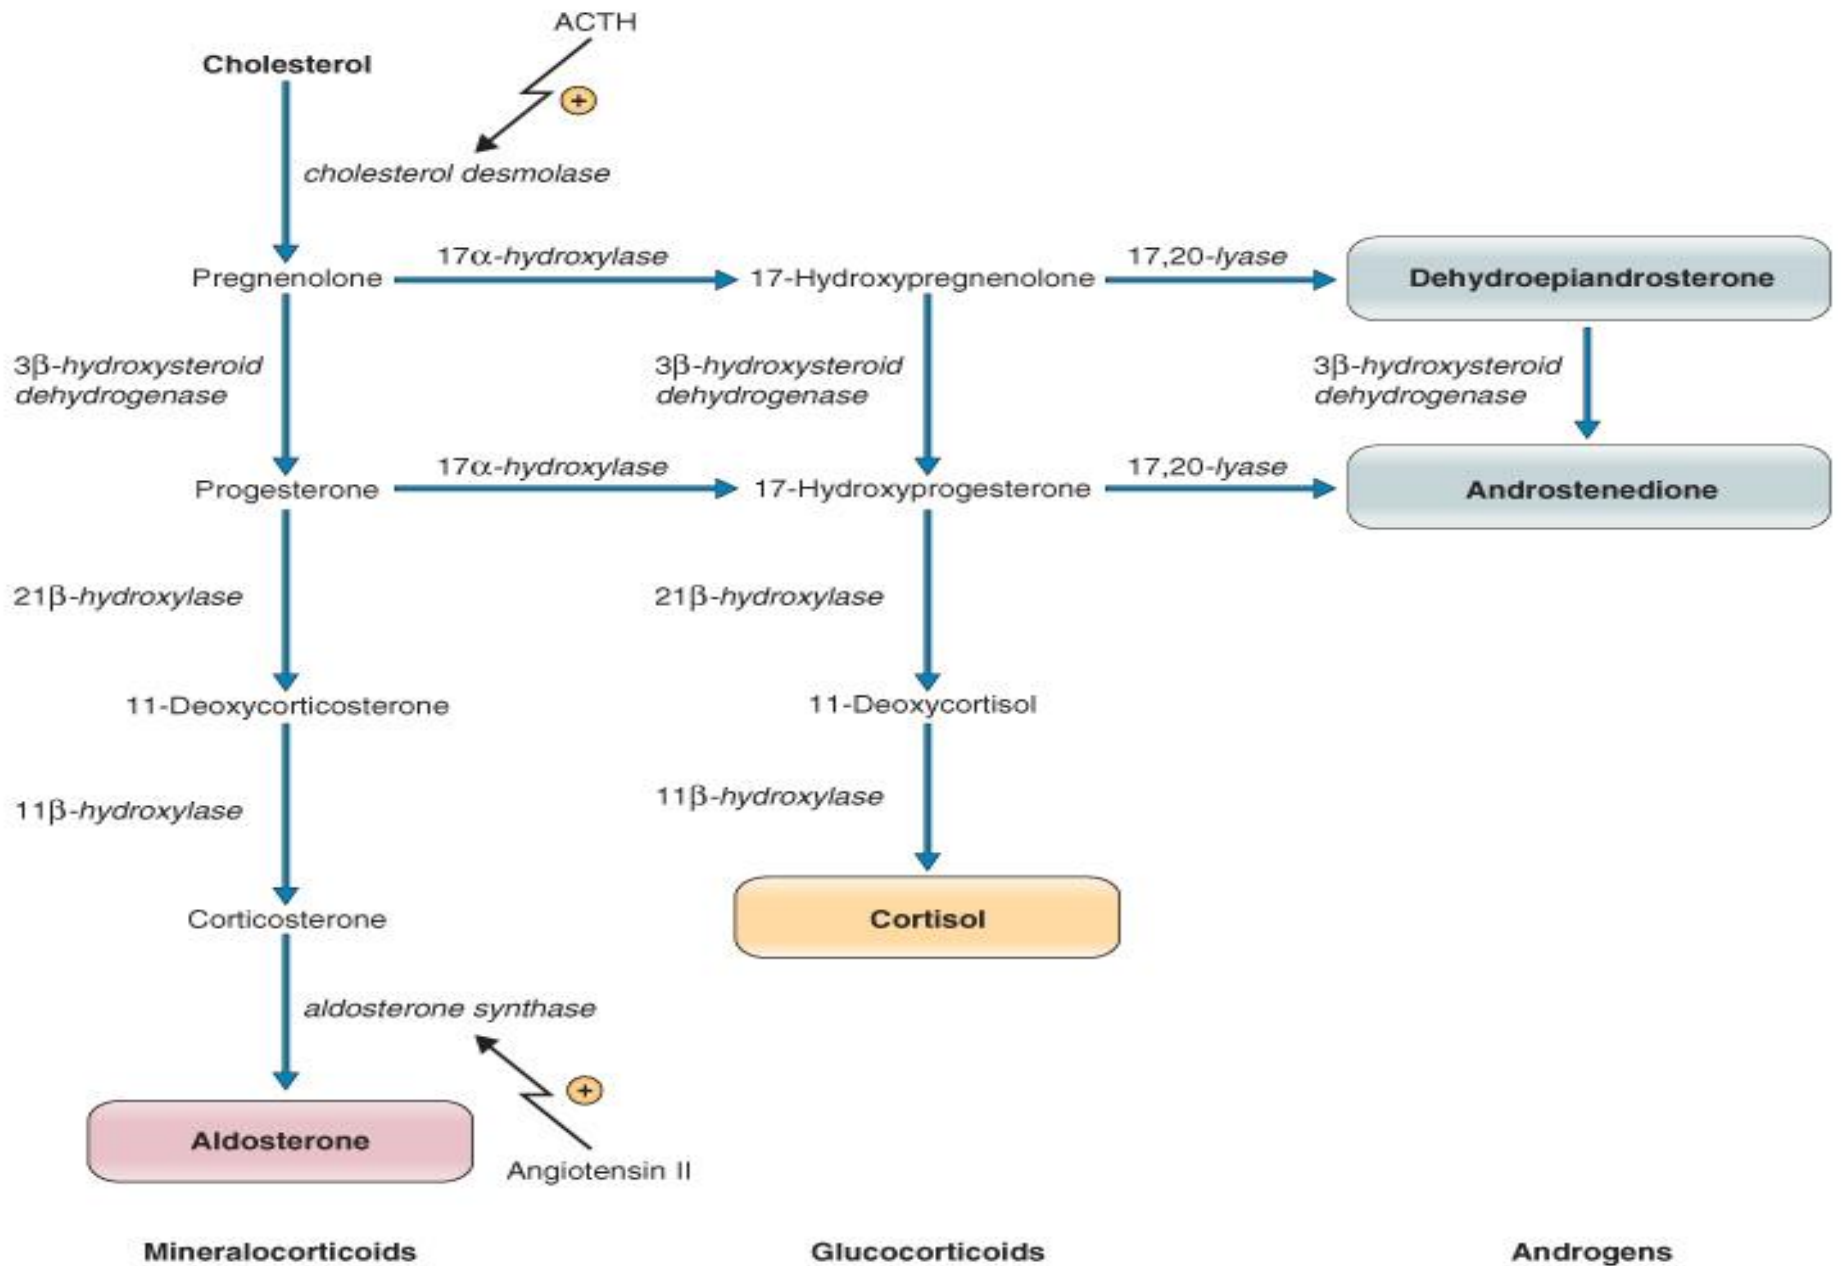 ACTH
Cholesterol
cholesterol desmolase
17α-hydroxylase
17,20-lyase
Pregnenolone
17-Hydroxypregnenolone
Dehydroepiandrosterone
3β-hydroxysteroid
dehydrogenase
3β-hydroxysteroid
dehydrogenase
3β-hydroxysteroid
dehydrogenase
17α-hydroxylase
17,20-lyase
Progesterone
17-Hydroxyprogesterone
Androstenedione
21β-hydroxylase
21β-hydroxylase
11-Deoxycorticosterone
11-Deoxycortisol
11β-hydroxylase
11β-hydroxylase
Corticosterone
Cortisol
aldosterone synthase
Aldosterone
Angiotensin II
Mineralocorticoids
Glucocorticoids
Androgens